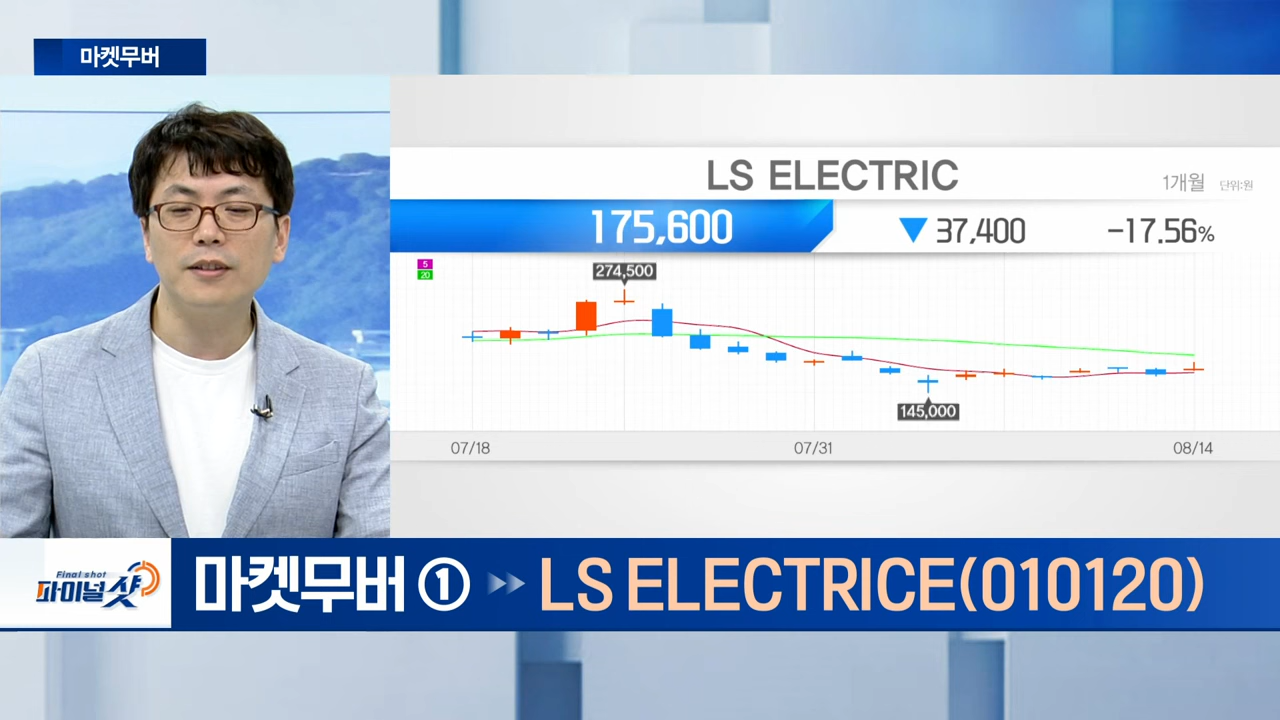 마켓무버
LS ELECTRIC
1개월 단위:원
175,600 ▼ 37,400 -17.56%
5
20
274,500
145,000
07/18 07/31 08/14
Final shot
파이널샷
마켓무버 ① LS ELECTRICE(010120)